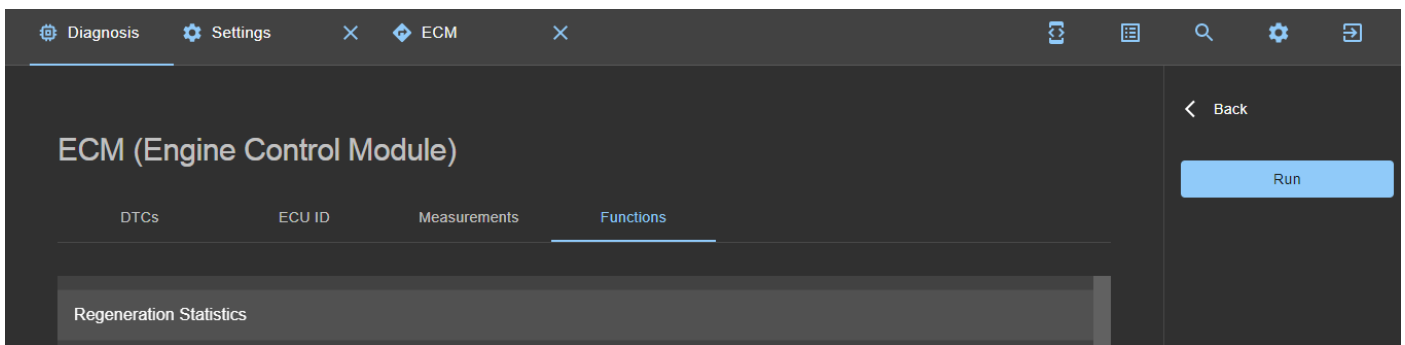 Diagnosis Settings ECM
Back
ECM (Engine Control Module)
Run
DTCs ECU ID Measurements Functions
Regeneration Statistics